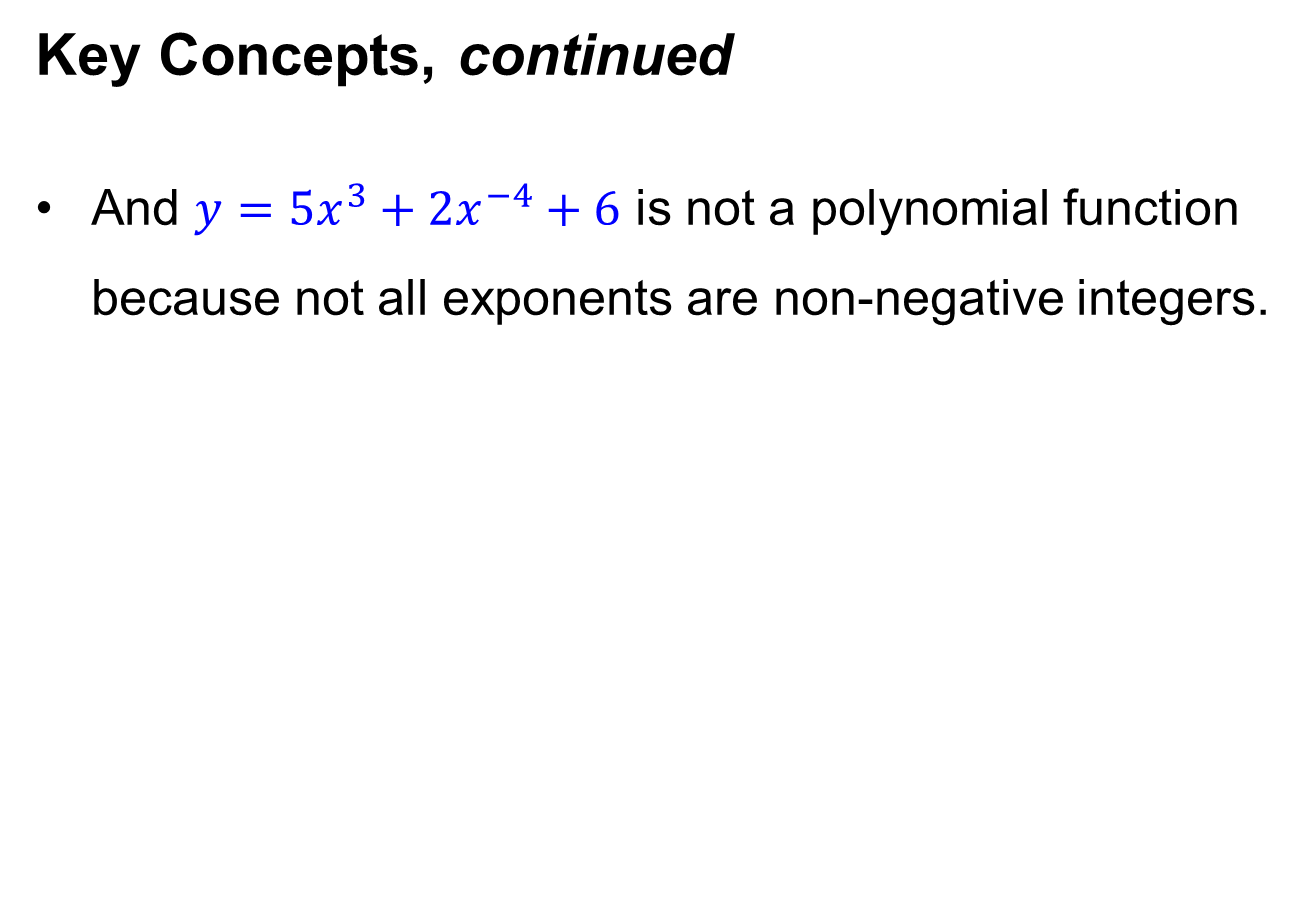 Key Concepts, continued
• And y = 5x³ + 2x⁻⁴ + 6 is not a polynomial function
because not all exponents are non-negative integers.